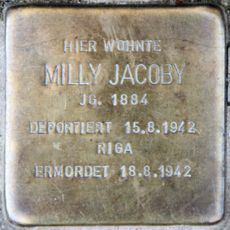 HIER WOHNTE
MILLY JACOBY
JG. 1884
DEPORTIERT 15.8.1942
RIGA
ERMORDET 18.8.1942